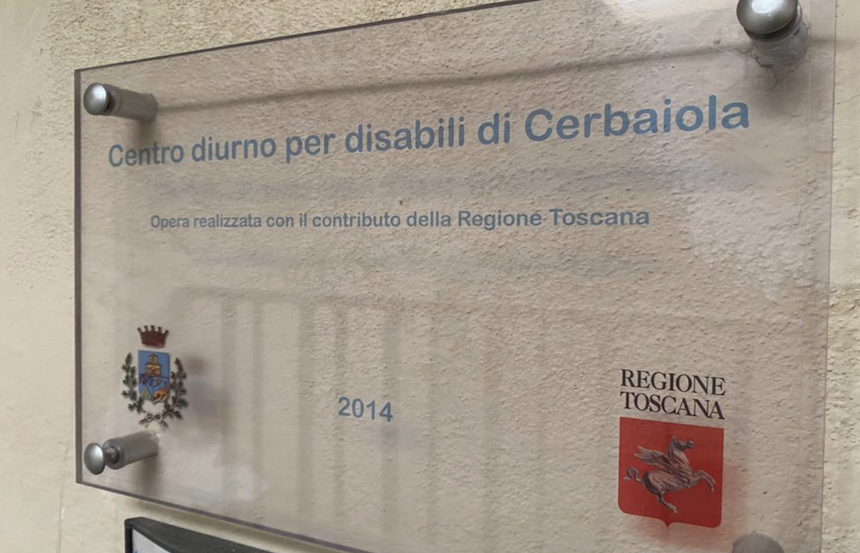 Centro diurno per disabili di Cerbaiola
Opera realizzata con il contributo della Regione Toscana
2014
REGIONE
TOSCANA